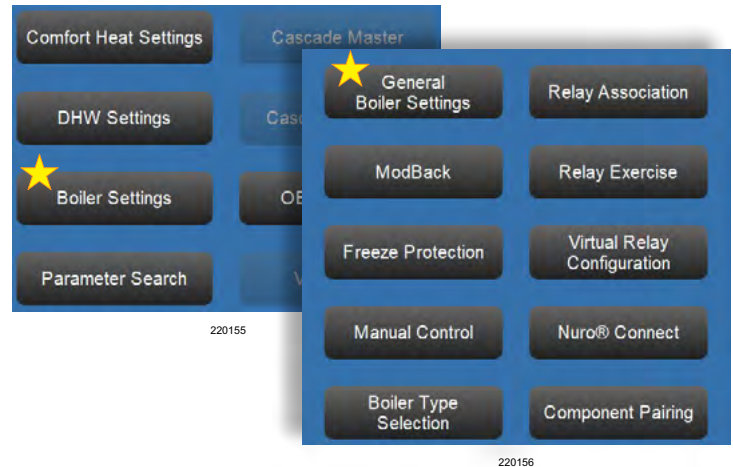 Comfort Heat Settings
Cascade Master
DHW Settings
Boiler Settings
Parameter Search
220155
General
Boiler Settings
Relay Association
ModBack
Relay Exercise
Freeze Protection
Virtual Relay
Configuration
Manual Control
Nuro® Connect
Boiler Type
Selection
Component Pairing
220156